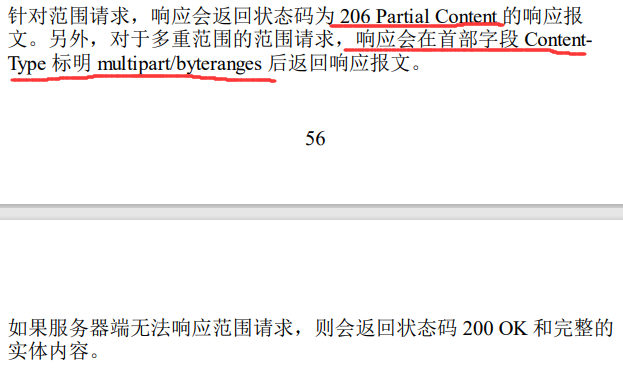 针对范围请求，响应会返回状态码为 206 Partial Content 的响应报
文。另外，对于多重范围的范围请求，响应会在首部字段 Content-
Type 标明 multipart/byteranges 后返回响应报文。
56
如果服务器端无法响应范围请求，则会返回状态码 200 OK 和完整的
实体内容。